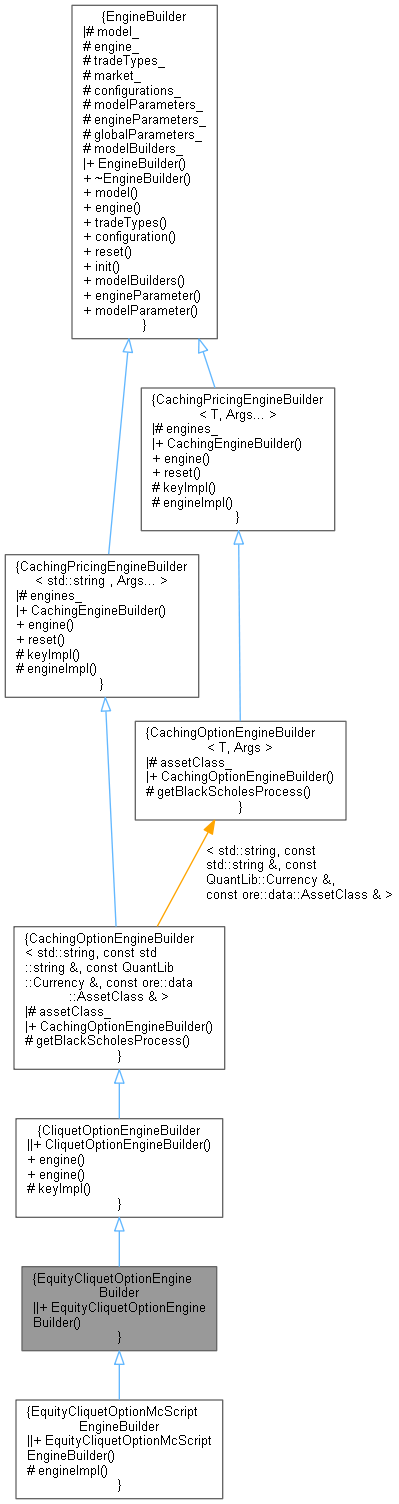 {EngineBuilder
|# model_
# engine_
# tradeTypes_
# market_
# configurations_
# modelParameters_
# engineParameters_
# globalParameters_
# modelBuilders_
|+ EngineBuilder()
+ ~EngineBuilder()
+ model()
+ engine()
+ tradeTypes()
+ configuration()
+ reset()
+ init()
+ modelBuilders()
+ engineParameter()
+ modelParameter()
}
{CachingPricingEngineBuilder
< T, Args... >
|# engines_
|+ CachingEngineBuilder()
+ engine()
+ reset()
# keyImpl()
# engineImpl()
}
{CachingPricingEngineBuilder
< std::string , Args... >
|# engines_
|+ CachingEngineBuilder()
+ engine()
+ reset()
# keyImpl()
# engineImpl()
}
{CachingOptionEngineBuilder
< T, Args >
|# assetClass_
|+ CachingOptionEngineBuilder()
# getBlackScholesProcess()
}
< std::string, const
std::string &, const
QuantLib::Currency &,
const ore::data::AssetClass & >
{CachingOptionEngineBuilder
< std::string, const std
::string &, const QuantLib
::Currency &, const ore::data
::AssetClass & >
|# assetClass_
|+ CachingOptionEngineBuilder()
# getBlackScholesProcess()
}
{CliquetOptionEngineBuilder
||+ CliquetOptionEngineBuilder()
+ engine()
+ engine()
# keyImpl()
}
{EquityCliquetOptionEngine
Builder
||+ EquityCliquetOptionEngine
Builder()
}
{EquityCliquetOptionMcScript
EngineBuilder
||+ EquityCliquetOptionMcScript
EngineBuilder()
# engineImpl()
}